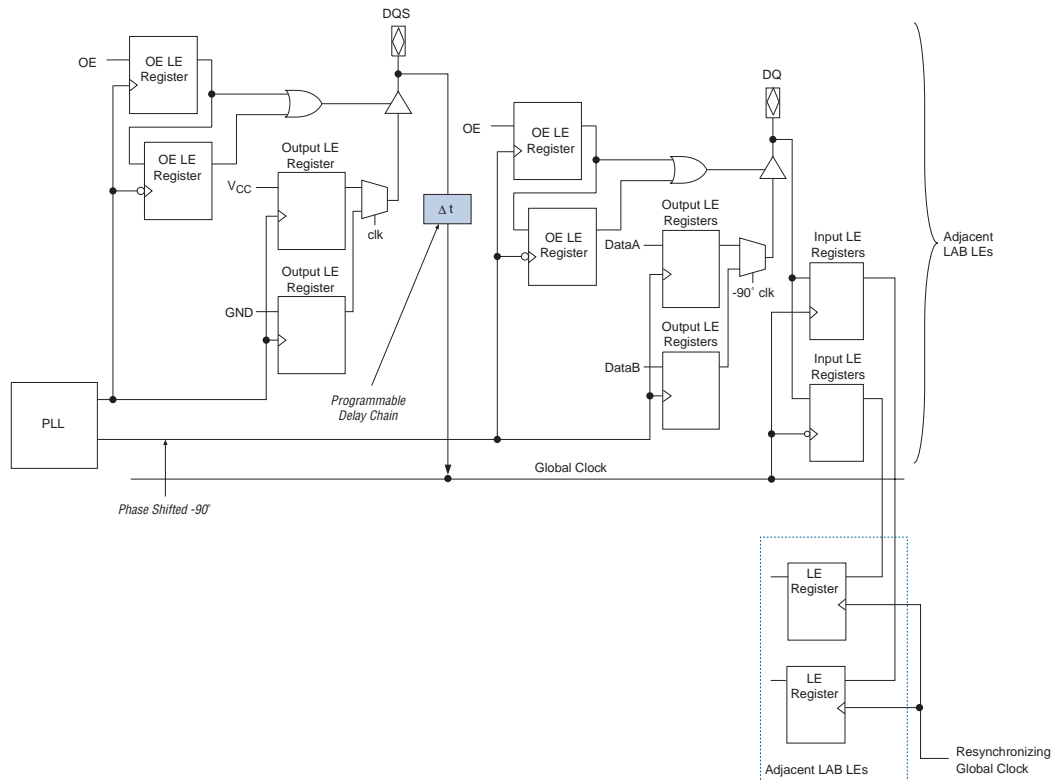 DQS
OE
OE LE
Register
OE LE
Register
Output LE
Register
VCC
clk
Δ t
Output LE
Register
GND
Programmable
Delay Chain
PLL
Phase Shifted -90˚
DQ
OE
OE LE
Register
OE LE
Register
Output LE
Registers
DataA
-90˚ clk
Output LE
Registers
DataB
Input LE
Registers
Input LE
Registers
Adjacent
LAB LEs
Global Clock
LE
Register
LE
Register
Adjacent LAB LEs
Resynchronizing
Global Clock